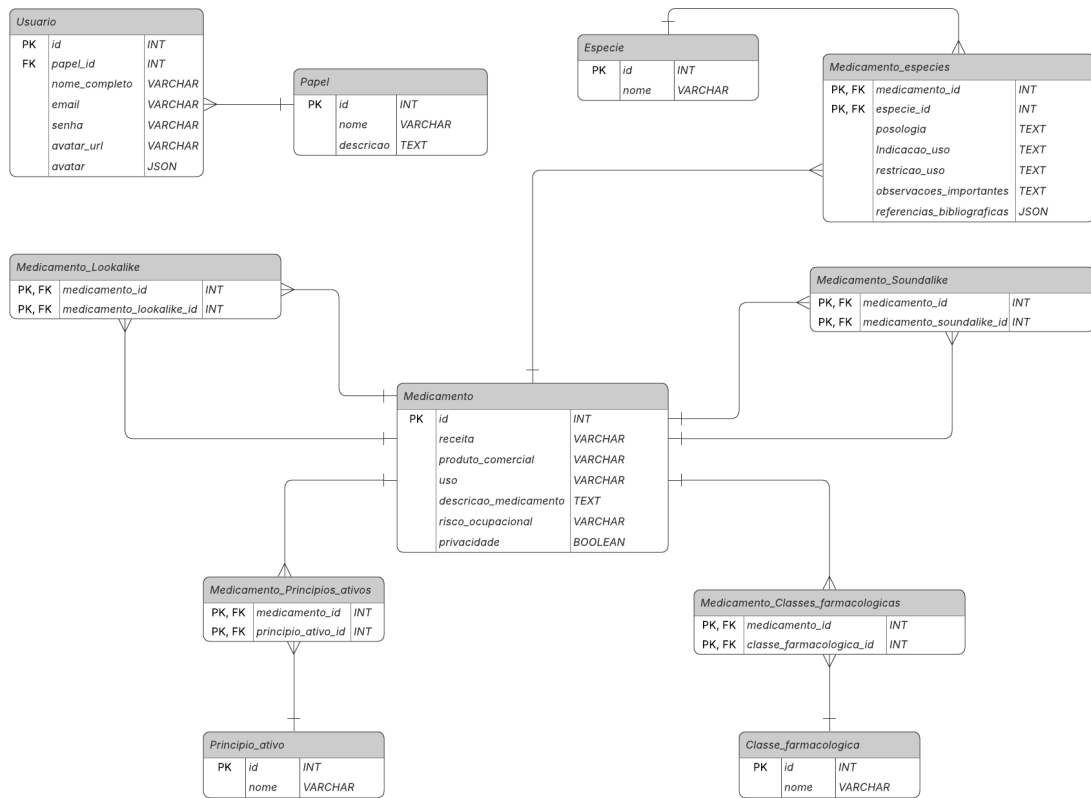 Usuario
PK id INT
FK papel_id INT
nome_completo VARCHAR
email VARCHAR
senha VARCHAR
avatar_url VARCHAR
avatar JSON
Papel
PK id INT
nome VARCHAR
descricao TEXT
Especie
PK id INT
nome VARCHAR
Medicamento_especies
PK, FK medicamento_id INT
PK, FK especie_id INT
posologia TEXT
Indicacao_uso TEXT
restricao_uso TEXT
observacoes_importantes TEXT
referencias_bibliograficas JSON
Medicamento_Lookalike
PK, FK medicamento_id INT
PK, FK medicamento_lookalike_id INT
Medicamento_Soundalike
PK, FK medicamento_id INT
PK, FK medicamento_soundalike_id INT
Medicamento
PK id INT
receita VARCHAR
produto_comercial VARCHAR
uso VARCHAR
descricao_medicamento TEXT
risco_ocupacional VARCHAR
privacidade BOOLEAN
Medicamento_Principios_ativos
PK, FK medicamento_id INT
PK, FK principio_ativo_id INT
Medicamento_Classes_farmacologicas
PK, FK medicamento_id INT
PK, FK classe_farmacologica_id INT
Principio_ativo
PK id INT
nome VARCHAR
Classe_farmacologica
PK id INT
nome VARCHAR